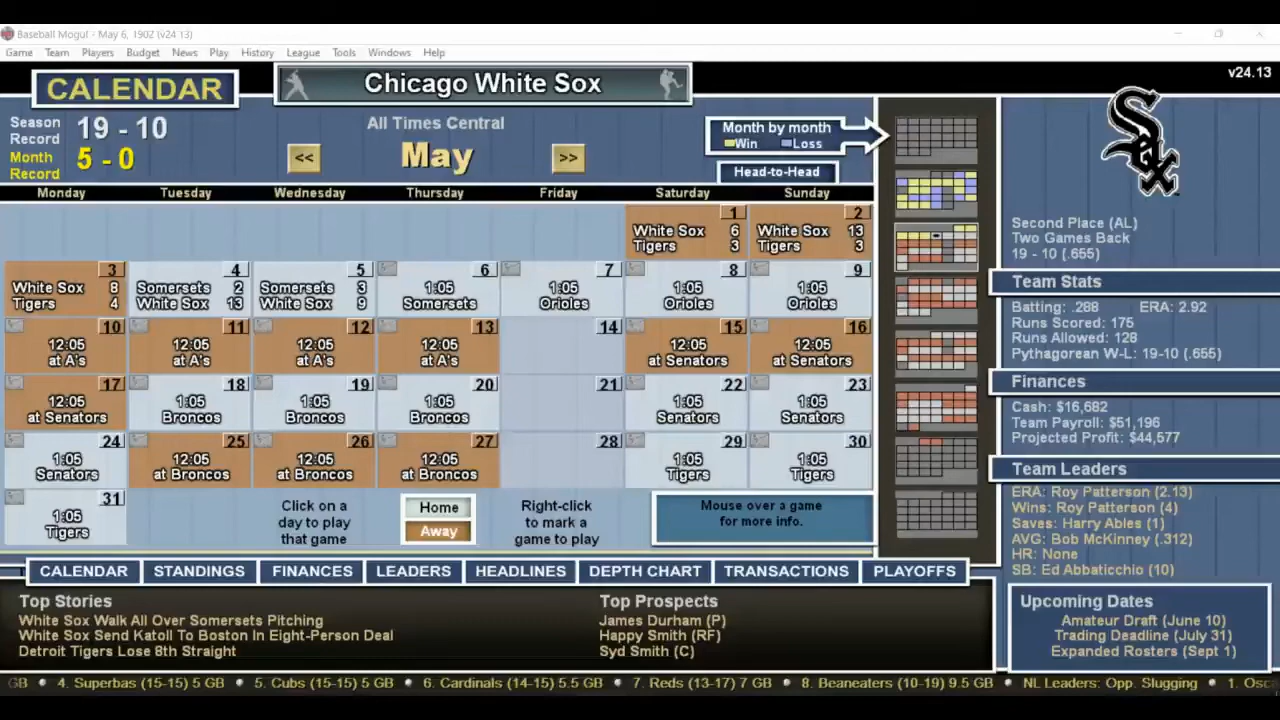 Baseball Mogul - May 6, 1902 (v24.13)
Game Team Players Budget News Play History League Tools Windows Help
v24.13
CALENDAR
Chicago White Sox
Season Record 19 - 10
Month Record 5 - 0
All Times Central
<< May >>
Month by month
Win Loss
Head-to-Head
Monday Tuesday Wednesday Thursday Friday Saturday Sunday
1 2
White Sox 6 White Sox 13
Tigers 3 Tigers 3
3 4 5 6 7 8 9
White Sox 8 Somersets 2 Somersets 3 1:05 1:05 1:05 1:05
Tigers 4 White Sox 13 White Sox 9 Somersets Orioles Orioles Orioles
10 11 12 13 14 15 16
12:05 12:05 12:05 12:05 12:05 12:05
at A's at A's at A's at A's at Senators at Senators
17 18 19 20 21 22 23
12:05 1:05 1:05 1:05 1:05 1:05
at Senators Broncos Broncos Broncos Senators Senators
24 25 26 27 28 29 30
1:05 12:05 12:05 12:05 1:05 1:05
Senators at Broncos at Broncos at Broncos Tigers Tigers
31
1:05
Tigers
Click on a
day to play
that game
Home
Away
Right-click
to mark a
game to play
Mouse over a game
for more info.
Sox
Second Place (AL)
Two Games Back
19 - 10 (.655)
Team Stats
Batting: .288 ERA: 2.92
Runs Scored: 175
Runs Allowed: 128
Pythagorean W-L: 19-10 (.655)
Finances
Cash: $16,682
Team Payroll: $51,196
Projected Profit: $44,577
Team Leaders
ERA: Roy Patterson (2.13)
Wins: Roy Patterson (4)
Saves: Harry Ables (1)
AVG: Bob McKinney (.312)
HR: None
SB: Ed Abbaticchio (10)
CALENDAR STANDINGS FINANCES LEADERS HEADLINES DEPTH CHART TRANSACTIONS PLAYOFFS
Top Stories
White Sox Walk All Over Somersets Pitching
White Sox Send Katoll To Boston In Eight-Person Deal
Detroit Tigers Lose 8th Straight
Top Prospects
James Durham (P)
Happy Smith (RF)
Syd Smith (C)
Upcoming Dates
Amateur Draft (June 10)
Trading Deadline (July 31)
Expanded Rosters (Sept 1)
GB • 4. Superbas (15-15) 5 GB • 5. Cubs (15-15) 5 GB • 6. Cardinals (14-15) 5.5 GB • 7. Reds (13-17) 7 GB • 8. Beaneaters (10-19) 9.5 GB • NL Leaders: Opp. Slugging • 1. Osc